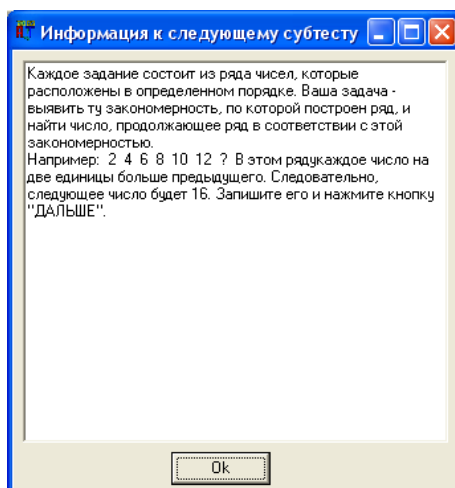 Информация к следующему субтесту
Каждое задание состоит из ряда чисел, которые
расположены в определенном порядке. Ваша задача -
выявить ту закономерность, по которой построен ряд, и
найти число, продолжающее ряд в соответствии с этой
закономерностью.
Например: 2 4 6 8 10 12 ? В этом рядукаждое число на
две единицы больше предыдущего. Следовательно,
следующее число будет 16. Запишите его и нажмите кнопку
"ДАЛЬШЕ".
Ok